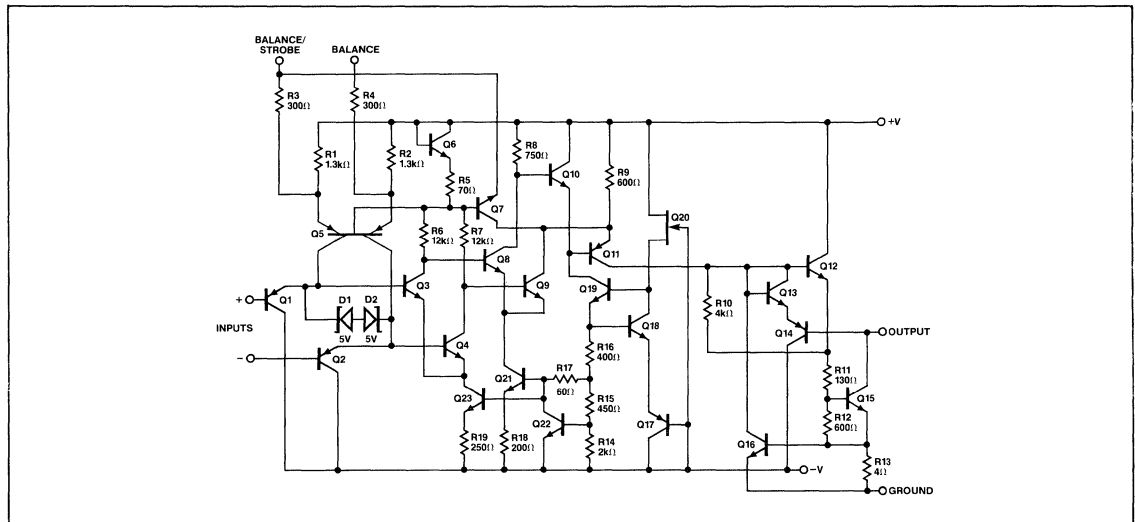 BALANCE/
STROBE
BALANCE
R3
300Ω
R4
300Ω
+V
R1
1.3kΩ
R2
1.3kΩ
Q6
R8
750Ω
Q10
R9
600Ω
R5
70Ω
Q7
Q20
Q5
R6
12kΩ
R7
12kΩ
Q8
Q11
Q12
+
Q1
Q3
Q9
Q19
Q13
D1
D2
R10
4kΩ
Q18
Q14
OUTPUT
INPUTS
5V
5V
Q4
R16
400Ω
−
Q2
R17
60Ω
R11
130Ω
Q21
Q15
Q23
R15
450Ω
R12
600Ω
Q22
Q17
Q16
R19
250Ω
R18
200Ω
R14
2kΩ
R13
4Ω
−V
GROUND